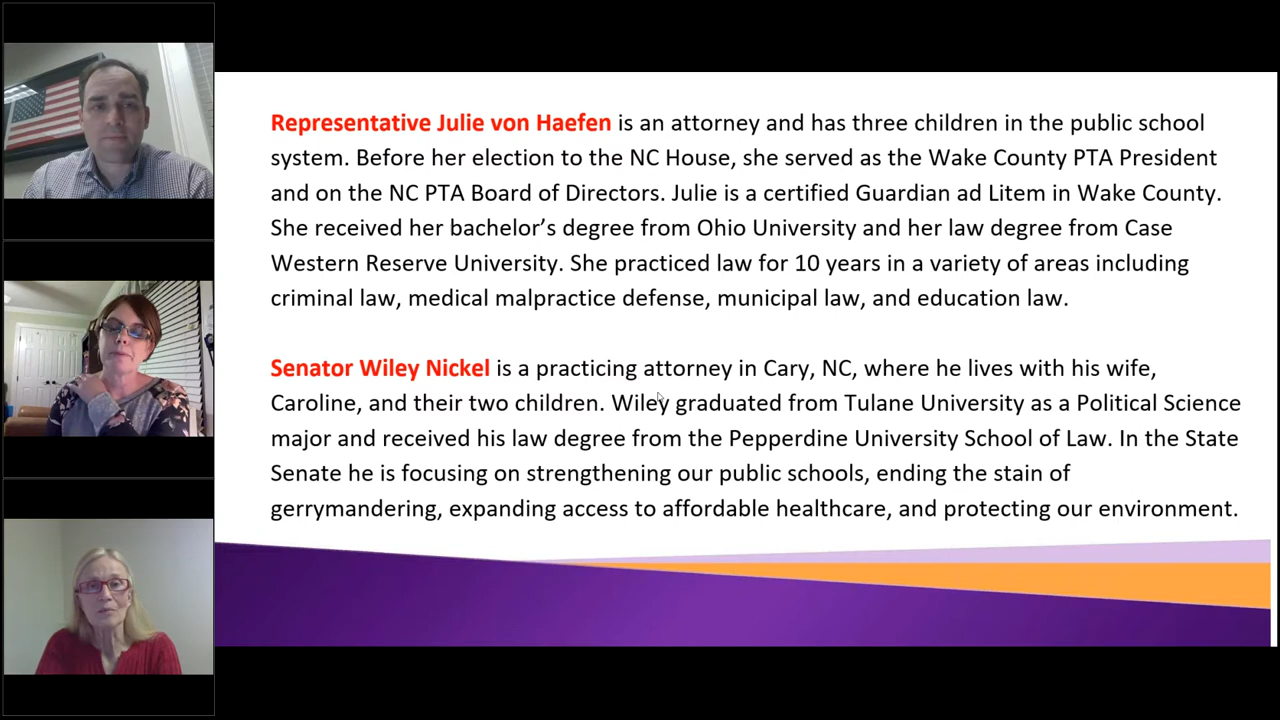 Representative Julie von Haefen is an attorney and has three children in the public school
system. Before her election to the NC House, she served as the Wake County PTA President
and on the NC PTA Board of Directors. Julie is a certified Guardian ad Litem in Wake County.
She received her bachelor’s degree from Ohio University and her law degree from Case
Western Reserve University. She practiced law for 10 years in a variety of areas including
criminal law, medical malpractice defense, municipal law, and education law.
Senator Wiley Nickel is a practicing attorney in Cary, NC, where he lives with his wife,
Caroline, and their two children. Wiley graduated from Tulane University as a Political Science
major and received his law degree from the Pepperdine University School of Law. In the State
Senate he is focusing on strengthening our public schools, ending the stain of
gerrymandering, expanding access to affordable healthcare, and protecting our environment.